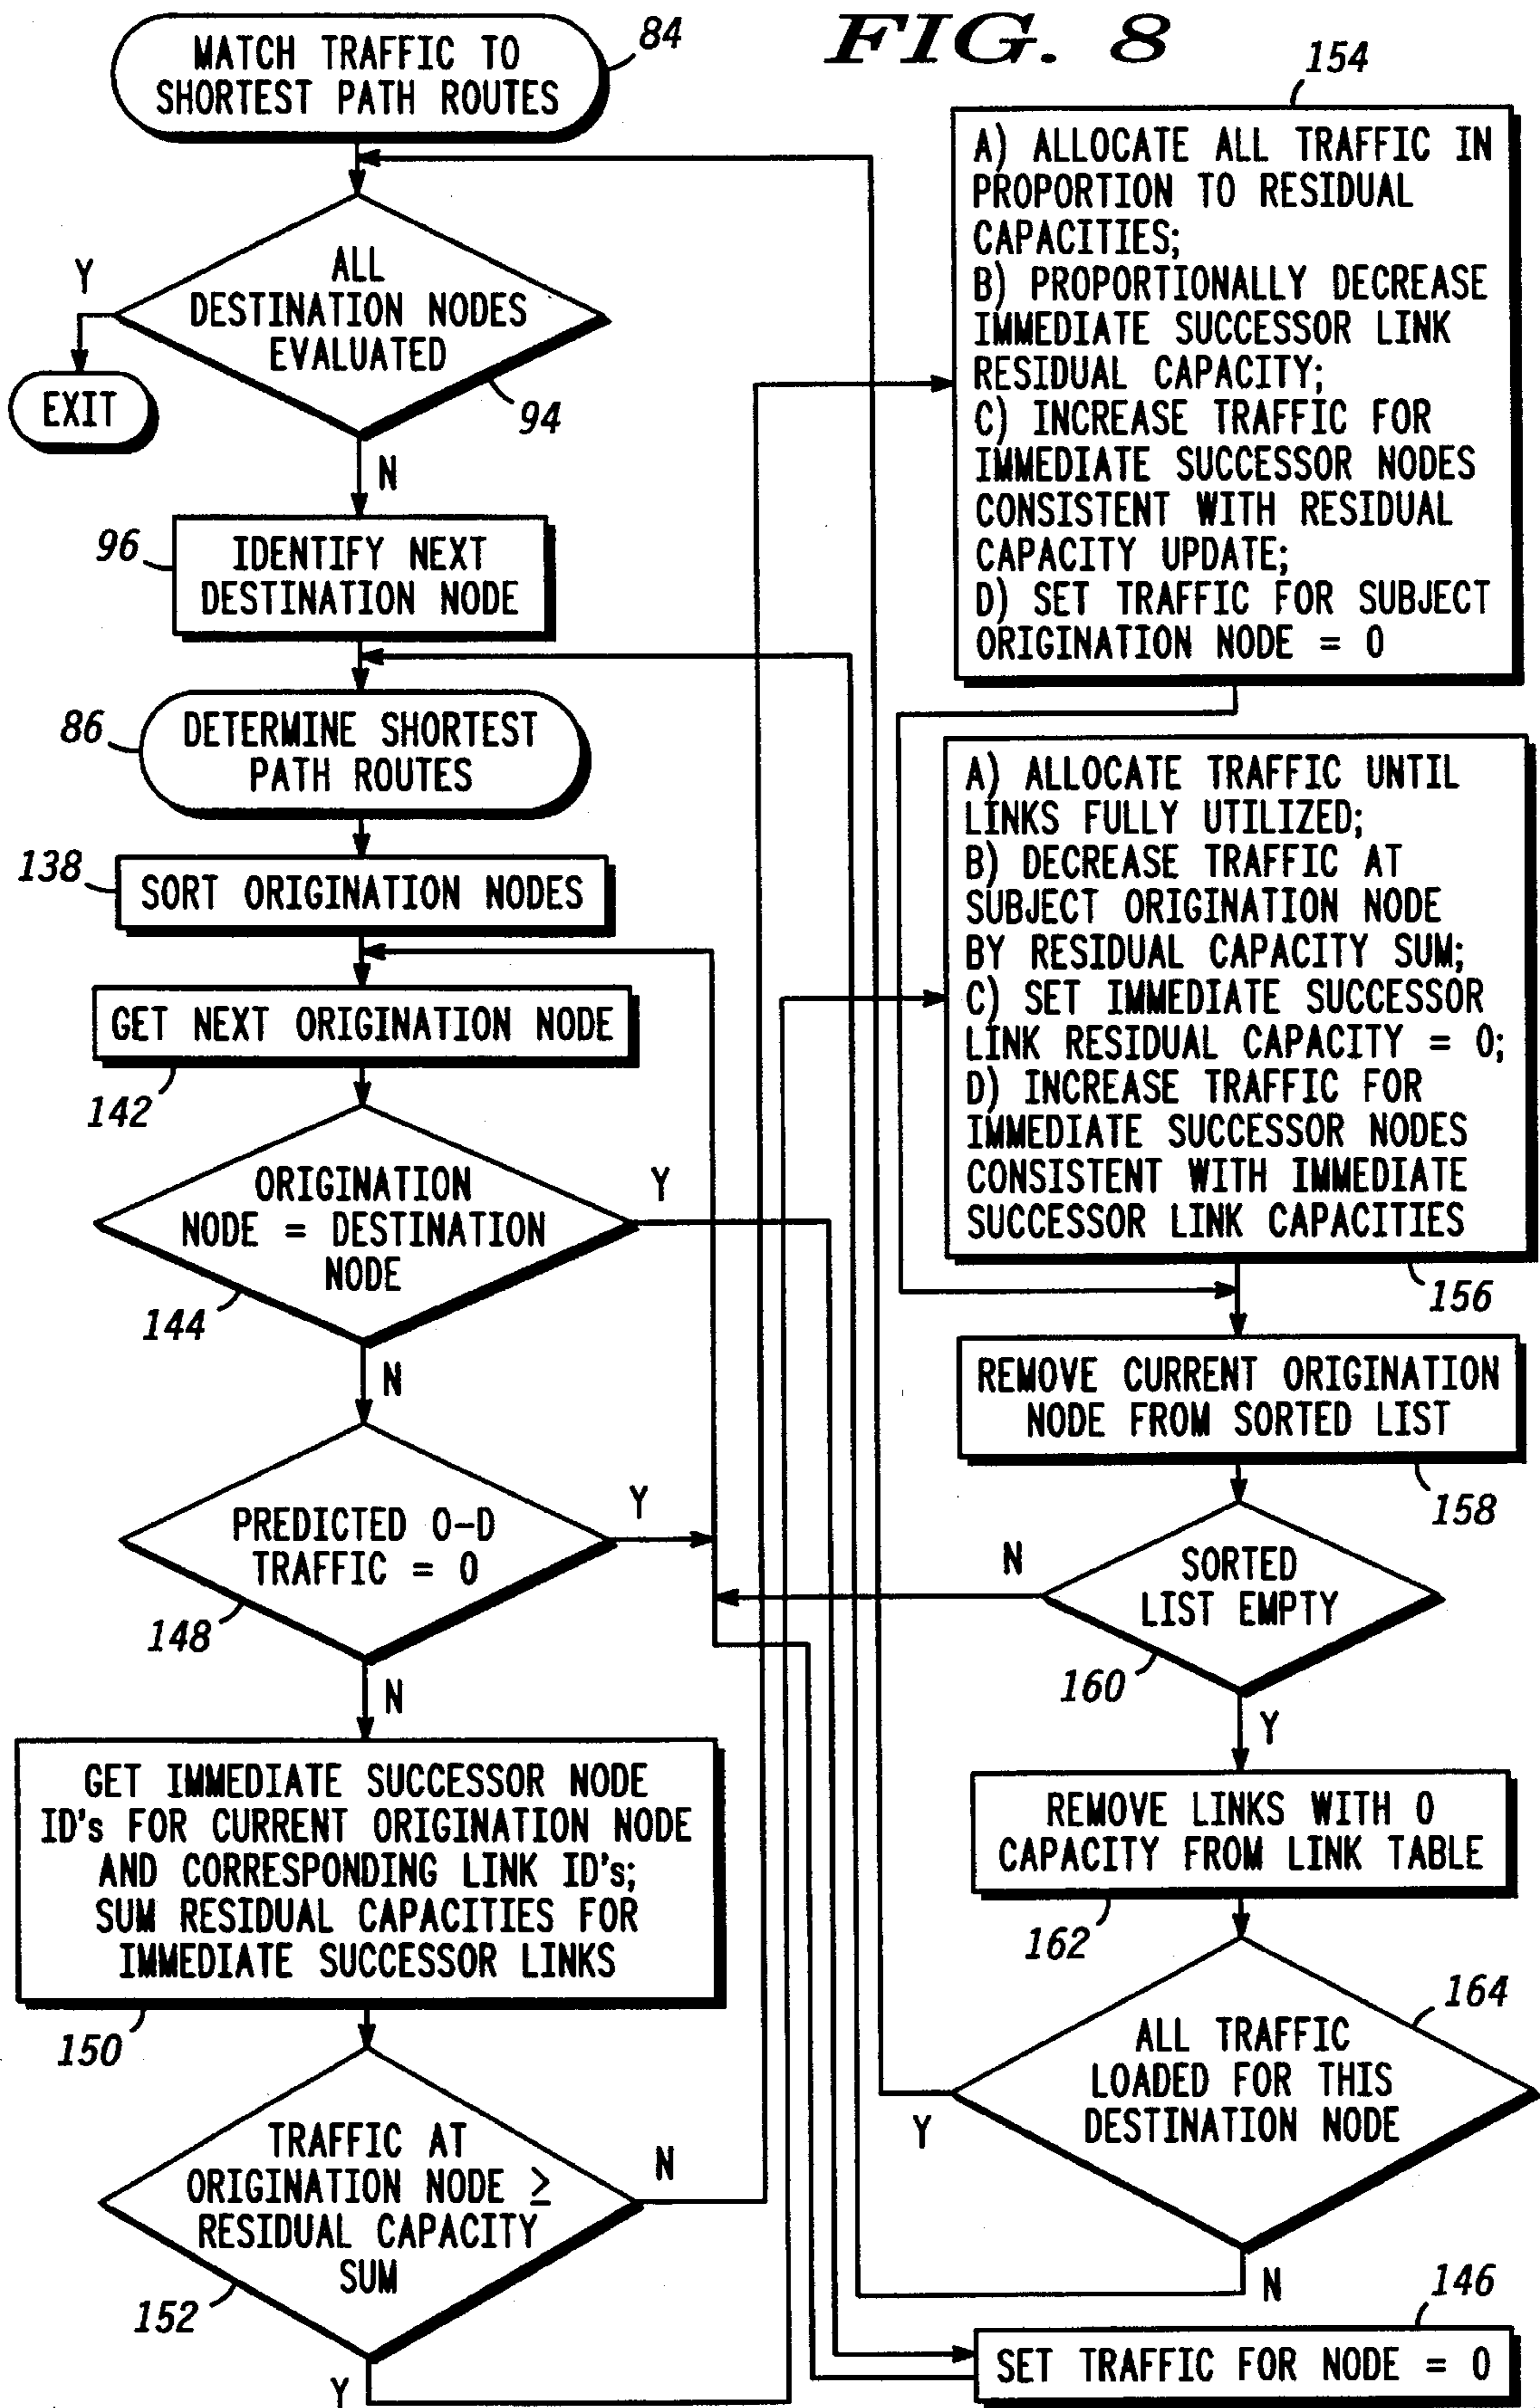 FIG. 8
MATCH TRAFFIC TO
SHORTEST PATH ROUTES
84
ALL
DESTINATION NODES
EVALUATED
94
Y
EXIT
N
96
IDENTIFY NEXT
DESTINATION NODE
86
DETERMINE SHORTEST
PATH ROUTES
138
SORT ORIGINATION NODES
GET NEXT ORIGINATION NODE
142
ORIGINATION
NODE = DESTINATION
NODE
Y
144
N
PREDICTED O-D
TRAFFIC = 0
Y
148
N
GET IMMEDIATE SUCCESSOR NODE
ID's FOR CURRENT ORIGINATION NODE
AND CORRESPONDING LINK ID's;
SUM RESIDUAL CAPACITIES FOR
IMMEDIATE SUCCESSOR LINKS
150
TRAFFIC AT
ORIGINATION NODE ≥
RESIDUAL CAPACITY
SUM
N
152
Y
154
A) ALLOCATE ALL TRAFFIC IN
PROPORTION TO RESIDUAL
CAPACITIES;
B) PROPORTIONALLY DECREASE
IMMEDIATE SUCCESSOR LINK
RESIDUAL CAPACITY;
C) INCREASE TRAFFIC FOR
IMMEDIATE SUCCESSOR NODES
CONSISTENT WITH RESIDUAL
CAPACITY UPDATE;
D) SET TRAFFIC FOR SUBJECT
ORIGINATION NODE = 0
A) ALLOCATE TRAFFIC UNTIL
LINKS FULLY UTILIZED;
B) DECREASE TRAFFIC AT
SUBJECT ORIGINATION NODE
BY RESIDUAL CAPACITY SUM;
C) SET IMMEDIATE SUCCESSOR
LINK RESIDUAL CAPACITY = 0;
D) INCREASE TRAFFIC FOR
IMMEDIATE SUCCESSOR NODES
CONSISTENT WITH IMMEDIATE
SUCCESSOR LINK CAPACITIES
156
REMOVE CURRENT ORIGINATION
NODE FROM SORTED LIST
158
SORTED
LIST EMPTY
N
160
Y
REMOVE LINKS WITH 0
CAPACITY FROM LINK TABLE
162
164
ALL TRAFFIC
LOADED FOR THIS
DESTINATION NODE
Y
N
146
SET TRAFFIC FOR NODE = 0